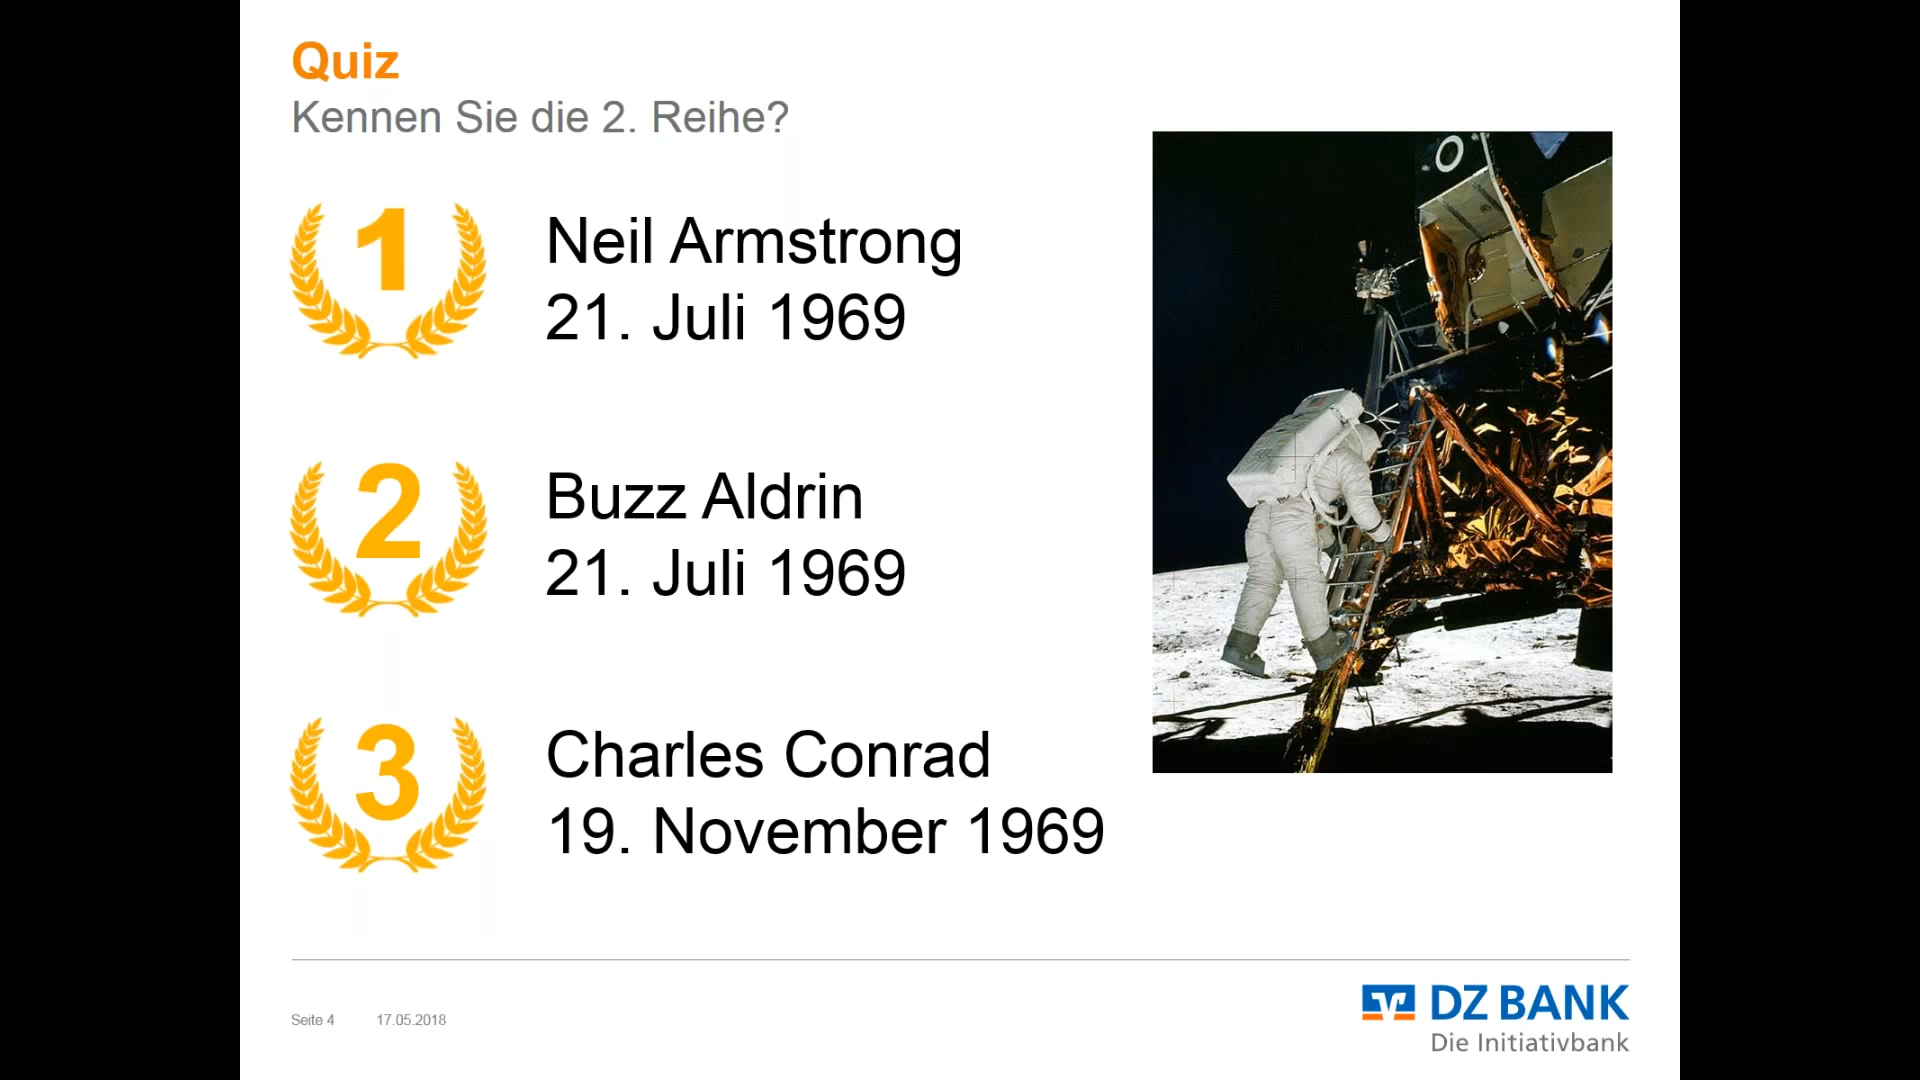 Quiz
Kennen Sie die 2. Reihe?
1
Neil Armstrong
21. Juli 1969
2
Buzz Aldrin
21. Juli 1969
3
Charles Conrad
19. November 1969
Seite 4 17.05.2018
DZ BANK
Die Initiativbank